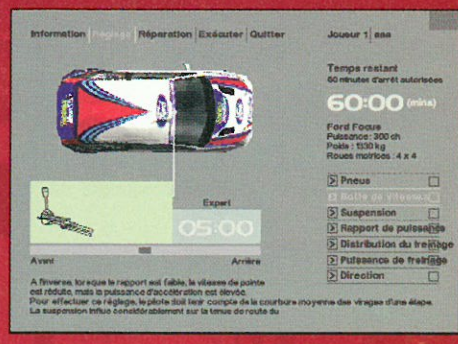 Information Réglage Réparation Exécuter Quitter
Joueur 1 aaa
Temps restant
60 minutes d'arrêt autorisées
60:00 (mins)
Ford Focus
Puissance : 300 ch
Poids : 1330 kg
Roues motrices : 4 x 4
Pneus
Boîte de vitesses
Suspension
Rapport de puissance
Distribution du freinage
Puissance de freinage
Direction
Expert
05:00
Avant Arrière
A l'inverse, lorsque le rapport est faible, la vitesse de pointe
est réduite, mais la puissance d'accélération est élevée.
Pour effectuer ce réglage, le pilote doit tenir compte de la courbure moyenne des virages d'une étape.
La suspension influe considérablement sur la tenue de route du